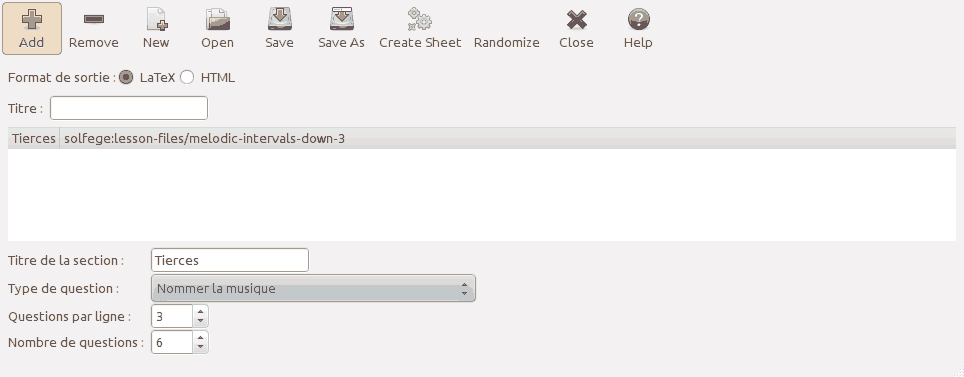 Add Remove New Open Save Save As Create Sheet Randomize Close Help
Format de sortie : LaTeX HTML
Titre :
Tierces solfege:lesson-files/melodic-intervals-down-3
Titre de la section : Tierces
Type de question : Nommer la musique
Questions par ligne : 3
Nombre de questions : 6